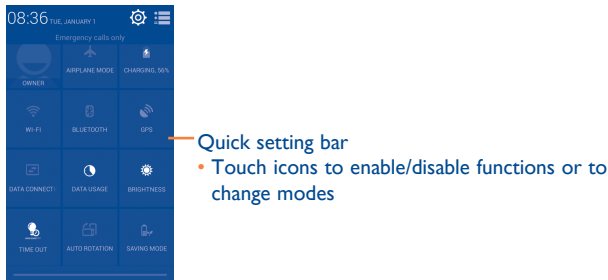 08:36 TUE, JANUARY 1
Emergency calls only
OWNER
AIRPLANE MODE
CHARGING, 56%
WI-FI
BLUETOOTH
GPS
DATA CONNECTI
DATA USAGE
BRIGHTNESS
TIME OUT
AUTO ROTATION
SAVING MODE
Quick setting bar
• Touch icons to enable/disable functions or to
change modes